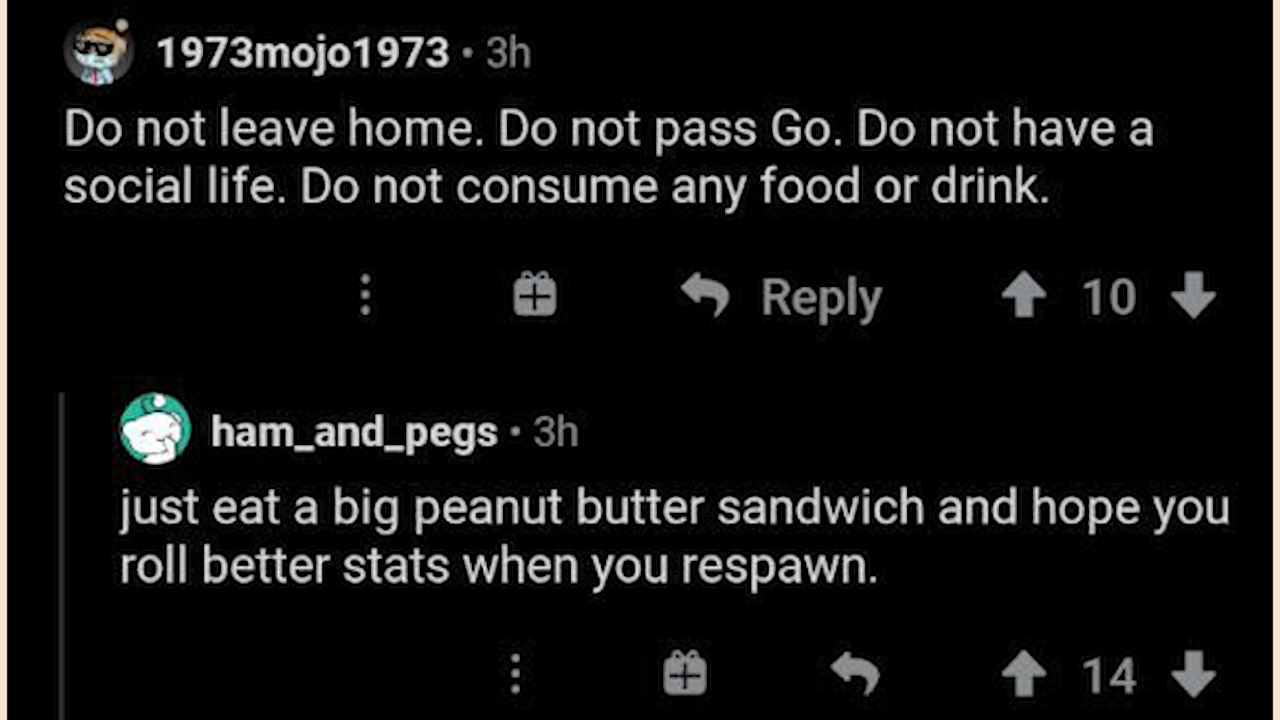 1973mojo1973 · 3h
Do not leave home. Do not pass Go. Do not have a
social life. Do not consume any food or drink.
Reply 10
ham_and_pegs · 3h
just eat a big peanut butter sandwich and hope you
roll better stats when you respawn.
14